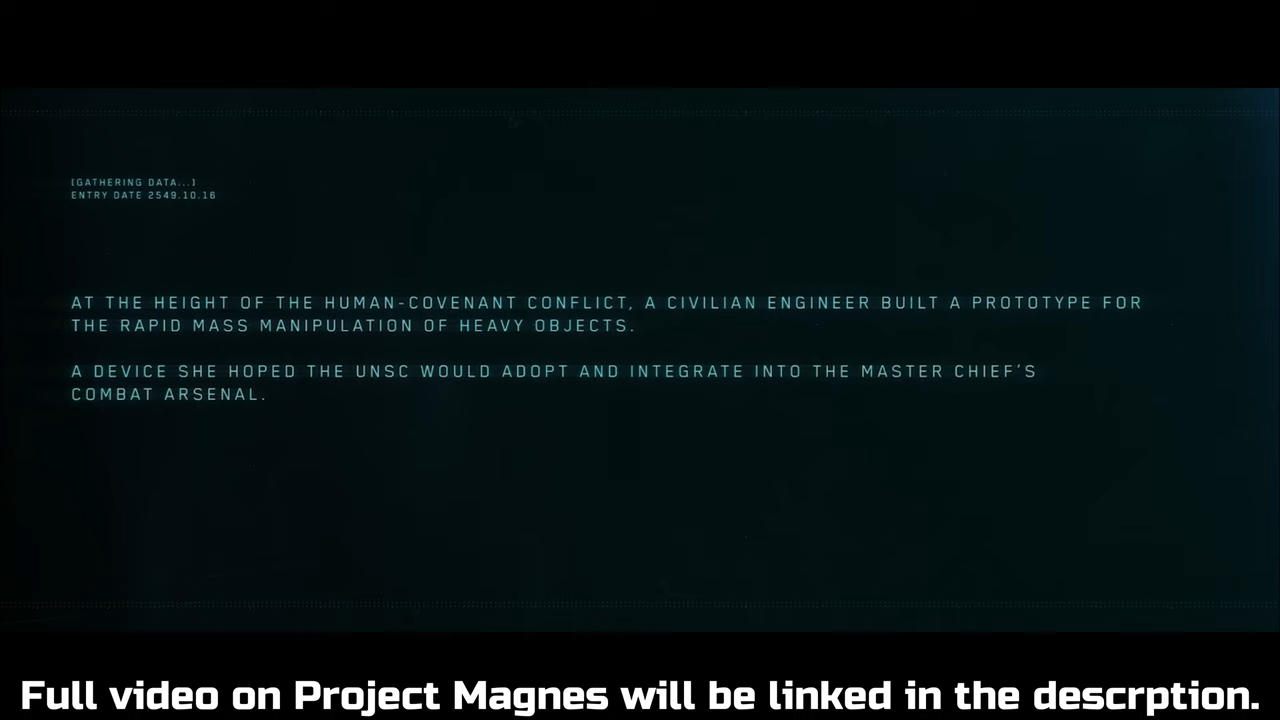 [GATHERING DATA...]
ENTRY DATE 2549.10.16
AT THE HEIGHT OF THE HUMAN-COVENANT CONFLICT, A CIVILIAN ENGINEER BUILT A PROTOTYPE FOR
THE RAPID MASS MANIPULATION OF HEAVY OBJECTS.
A DEVICE SHE HOPED THE UNSC WOULD ADOPT AND INTEGRATE INTO THE MASTER CHIEF'S
COMBAT ARSENAL.
Full video on Project Magnes will be linked in the descrption.